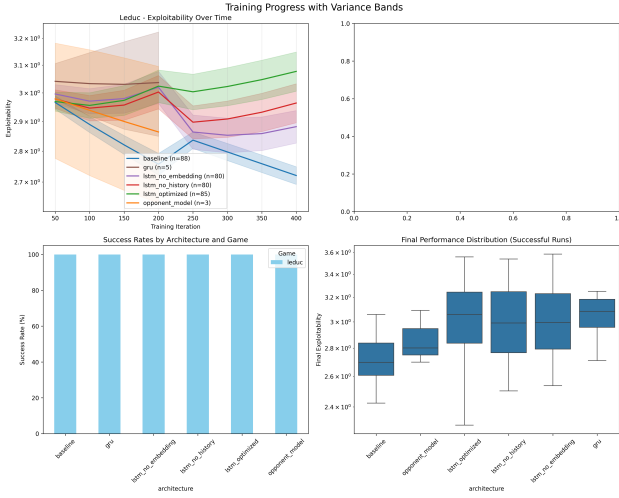 Training Progress with Variance Bands
Leduc - Exploitability Over Time
3.2 × 10⁰
3.1 × 10⁰
3 × 10⁰
2.9 × 10⁰
2.8 × 10⁰
2.7 × 10⁰
Exploitability
baseline (n=88)
gru (n=5)
lstm_no_embedding (n=80)
lstm_no_history (n=80)
lstm_optimized (n=85)
opponent_model (n=3)
50 100 150 200 250 300 350 400
Training Iteration
1.0
0.8
0.6
0.4
0.2
0.0
0.0 0.2 0.4 0.6 0.8 1.
Success Rates by Architecture and Game
Game
leduc
100
80
60
40
20
0
Success Rate (%)
baseline
gru
lstm_no_embedding
lstm_no_history
lstm_optimized
opponent_model
architecture
Final Performance Distribution (Successful Runs)
3.6 × 10⁰
3.4 × 10⁰
3.2 × 10⁰
3 × 10⁰
2.8 × 10⁰
2.6 × 10⁰
2.4 × 10⁰
Final Exploitability
baseline
opponent_model
lstm_optimized
lstm_no_history
lstm_no_embedding
gru
architecture